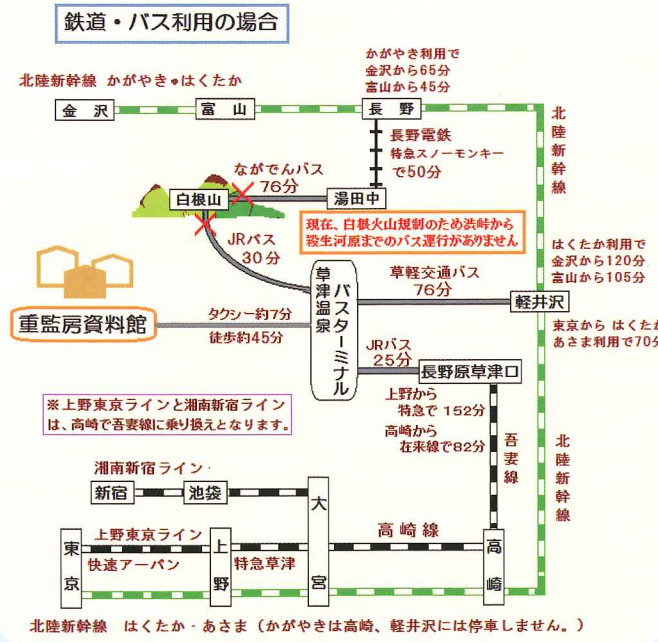 鉄道・バス利用の場合
かがやき利用で
金沢から65分
富山から45分
北陸新幹線 かがやき・はくたか
金沢
富山
長野
北陸新幹線
長野電鉄
特急スノーモンキー
で50分
ながでんバス
76分
白根山
湯田中
現在、白根火山規制のため渋峠から
殺生河原までのバス運行がありません
JRバス
30分
はくたか利用で
金沢から120分
富山から105分
草津温泉
バスターミナル
草軽交通バス
76分
軽井沢
重監房資料館
タクシー約7分
徒歩約45分
東京から はくたか
あさま利用で70分
JRバス
25分
長野原草津口
上野から
特急で 152分
高崎から
在来線で82分
※上野東京ラインと湘南新宿ライン
は、高崎で吾妻線に乗り換えとなります。
吾妻線
北陸新幹線
湘南新宿ライン
新宿
池袋
大宮
上野東京ライン
快速アーバン
東京
上野
特急草津
高崎線
高崎
北陸新幹線 はくたか・あさま（かがやきは高崎、軽井沢には停車しません。）